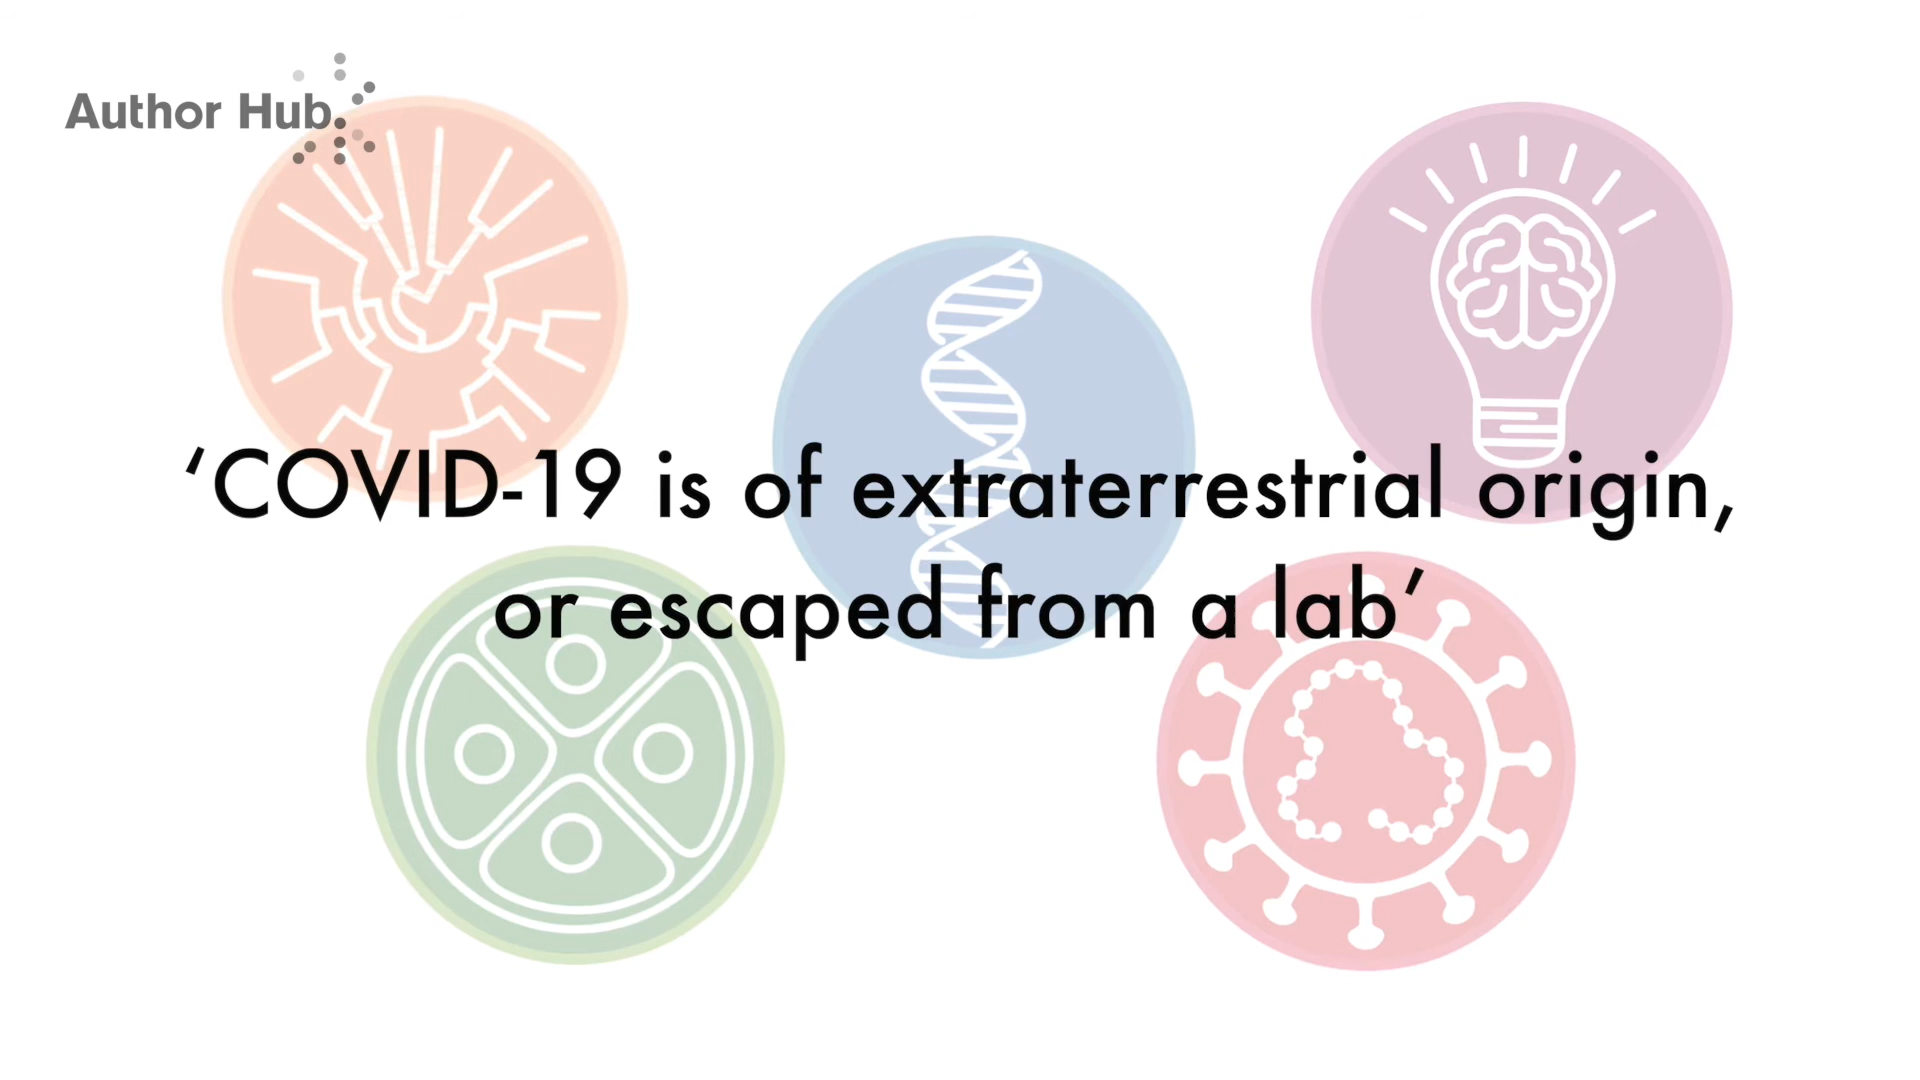 Author Hub
‘COVID-19 is of extraterrestrial origin,
or escaped from a lab’